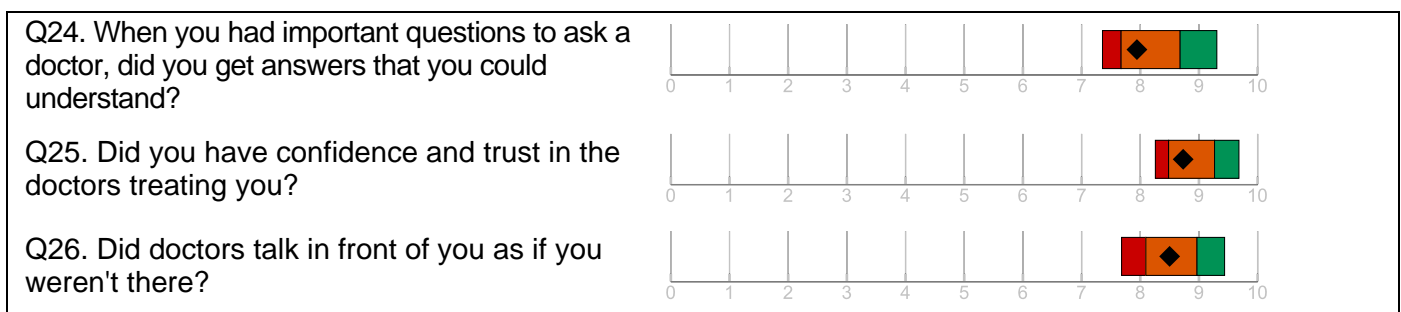 Q24. When you had important questions to ask a
doctor, did you get answers that you could
understand?
0 1 2 3 4 5 6 7 8 9 10
Q25. Did you have confidence and trust in the
doctors treating you?
0 1 2 3 4 5 6 7 8 9 10
Q26. Did doctors talk in front of you as if you
weren't there?
0 1 2 3 4 5 6 7 8 9 10